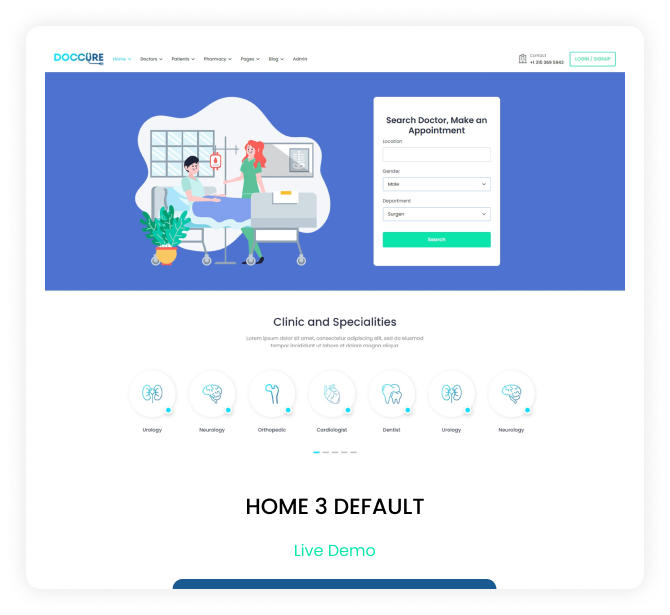 DOCCURE
Home Doctors Patients Pharmacy Pages Blog Admin
Contact
+1 315 369 5943
LOGIN / SIGNUP
Search Doctor, Make an
Appointment
Location
Gender
Male
Department
Surgen
Search
Clinic and Specialities
Lorem ipsum dolor sit amet, consectetur adipiscing elit, sed do eiusmod
tempor incididunt ut labore et dolore magna aliqua.
Urology Neurology Orthopedic Cardiologist Dentist Urology Neurology
HOME 3 DEFAULT
Live Demo